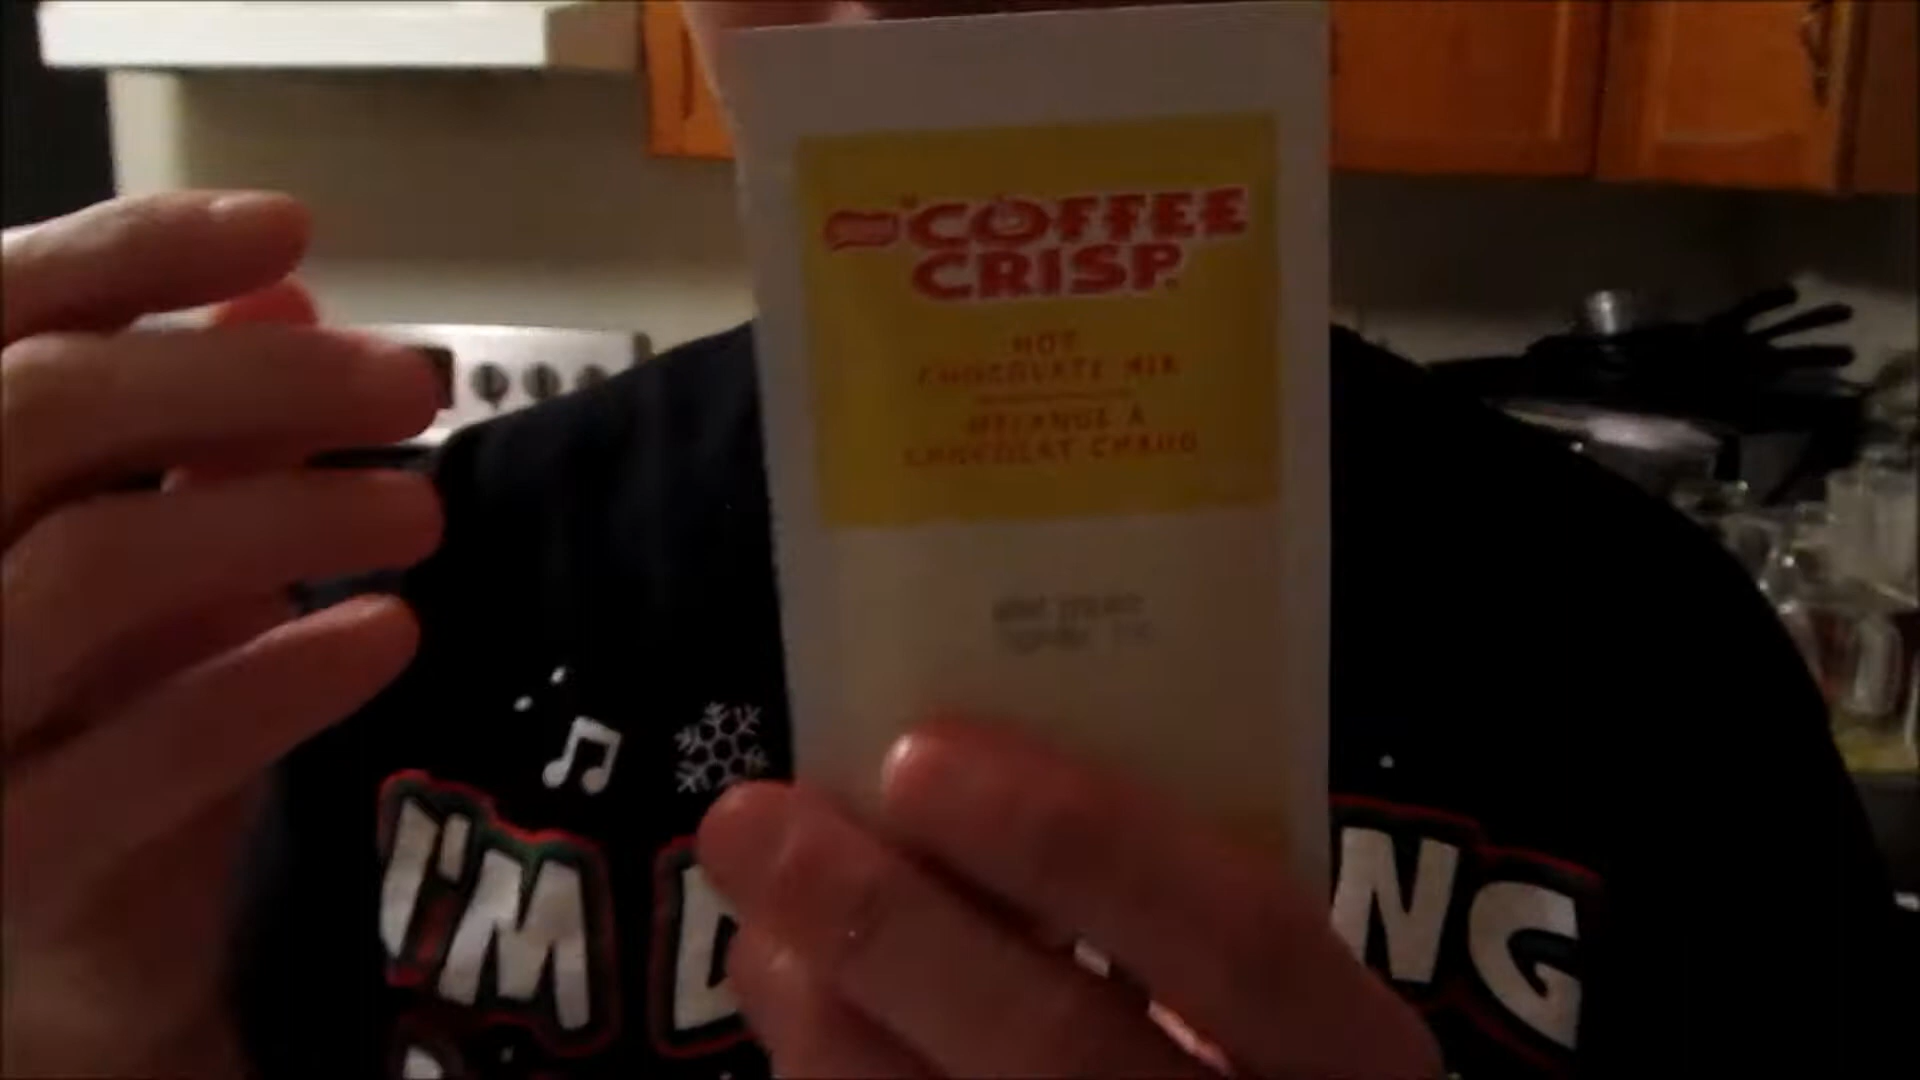 COFFEE
CRISP
HOT
CHOCOLATE MIX
MÉLANGE À
CHOCOLAT CHAUD
I'M D
NG